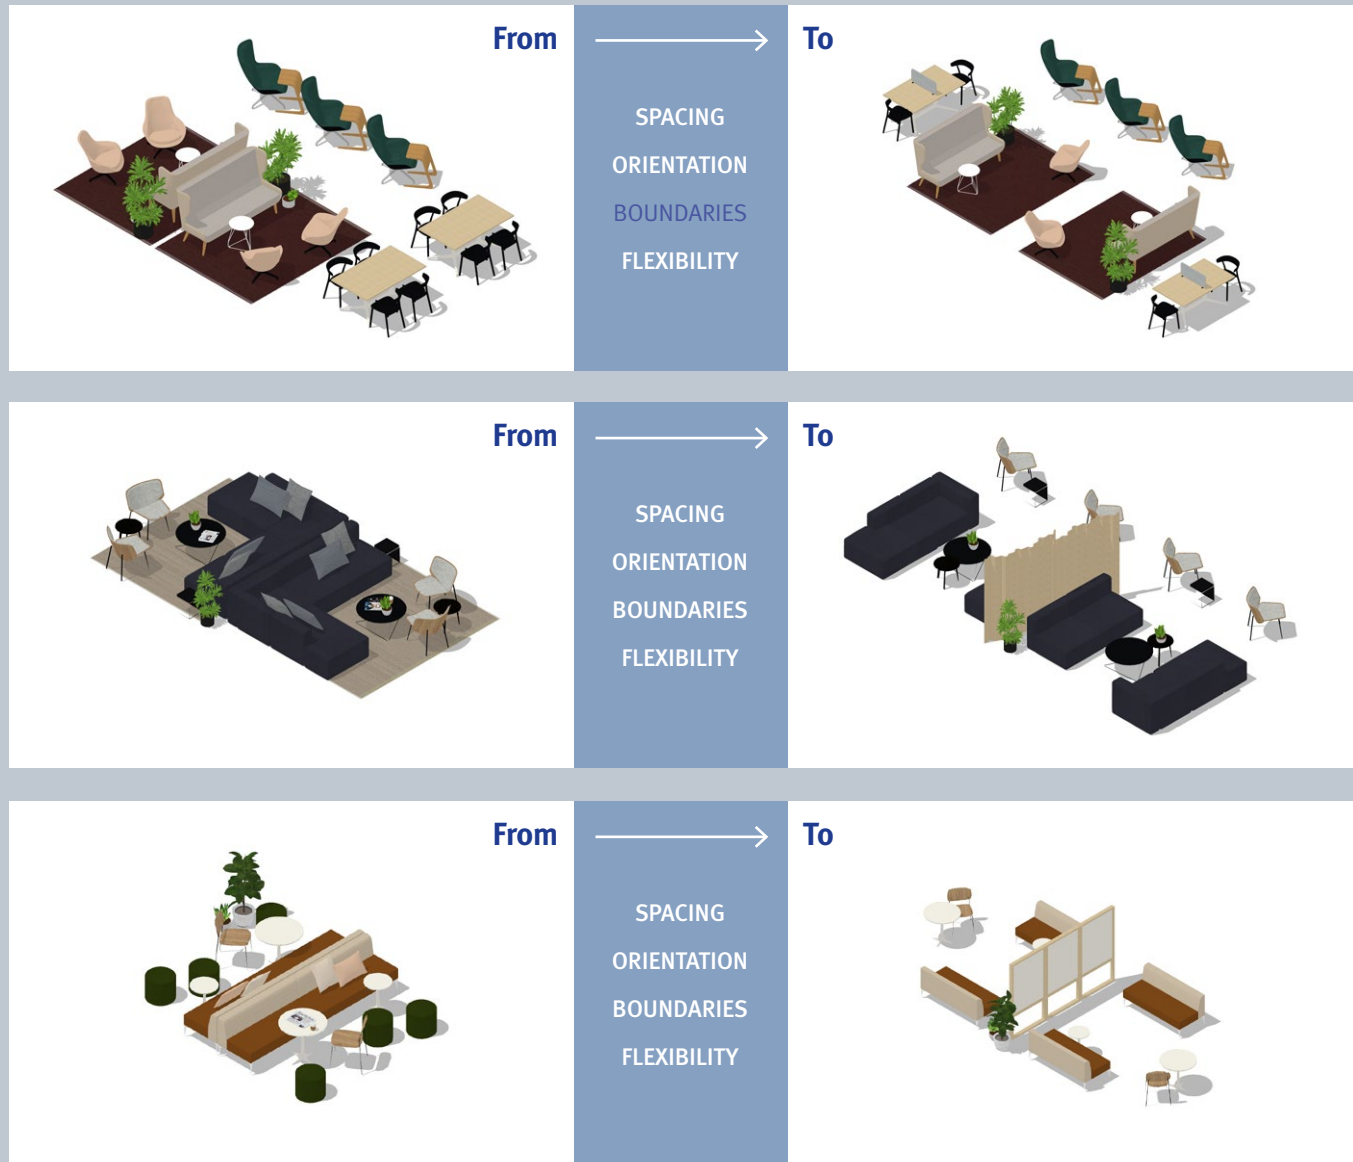 From
To
SPACING
ORIENTATION
BOUNDARIES
FLEXIBILITY
From
To
SPACING
ORIENTATION
BOUNDARIES
FLEXIBILITY
From
To
SPACING
ORIENTATION
BOUNDARIES
FLEXIBILITY